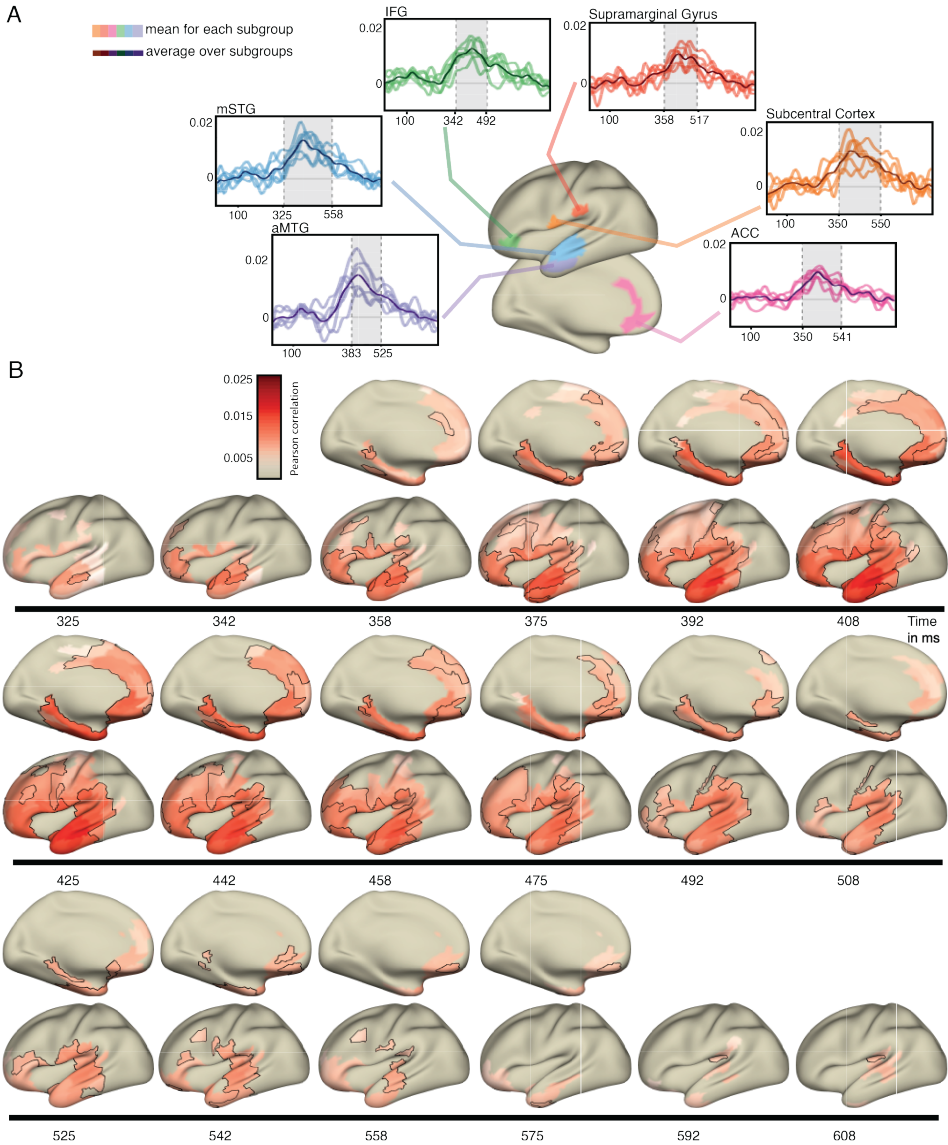 A
mean for each subgroup
average over subgroups
IFG
0.02
0
100 342 492
Supramarginal Gyrus
0.02
0
100 358 517
mSTG
0.02
0
100 325 558
Subcentral Cortex
0.02
0
100 350 550
aMTG
0.02
0
100 383 525
ACC
0.02
0
100 350 541
B
0.025
0.015
0.005
Pearson correlation
325 342 358 375 392 408 Time
in ms
425 442 458 475 492 508
525 542 558 575 592 608